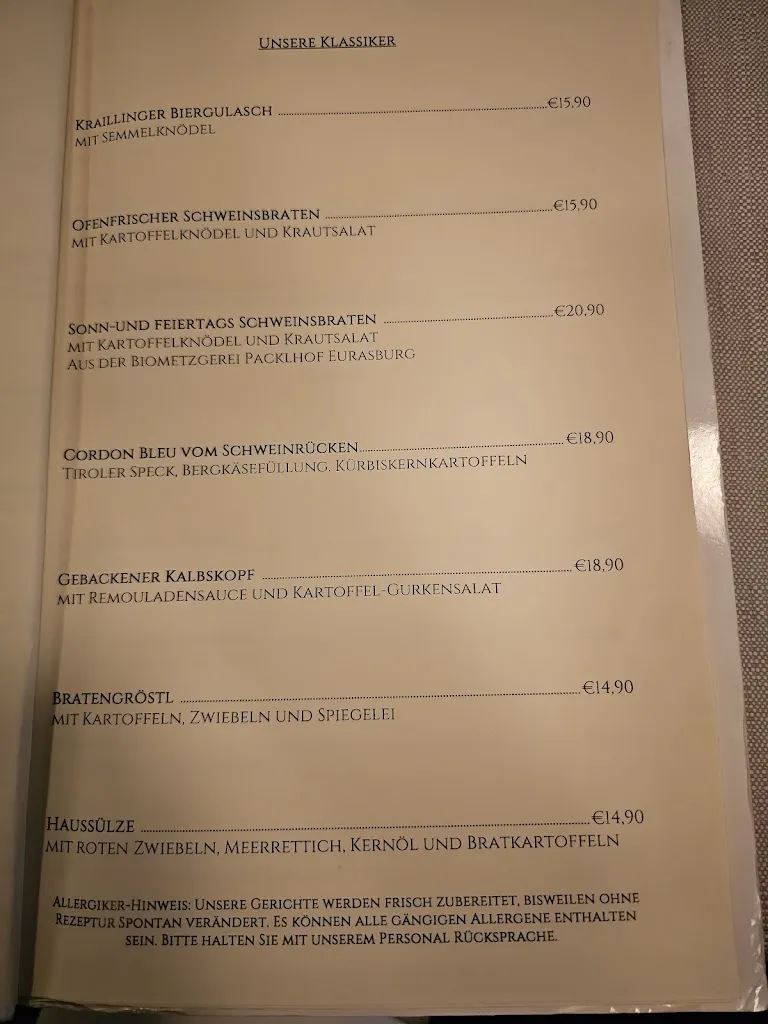 Unsere Klassiker
Kraillinger Biergulasch ........ €15,90
mit Semmelknödel
Ofenfrischer Schweinsbraten ........ €15,90
mit Kartoffelknödel und Krautsalat
Sonn-und feiertags Schweinsbraten ........ €20,90
mit Kartoffelknödel und Krautsalat
Aus der Biometzgerei Packlhof Eurasburg
Cordon Bleu vom Schweinrücken ........ €18,90
Tiroler Speck, Bergkäsefüllung. Kürbiskernkartoffeln
Gebackener Kalbskopf ........ €18,90
mit Remouladensauce und Kartoffel-Gurkensalat
Bratengröstl ........ €14,90
mit Kartoffeln, Zwiebeln und Spiegelei
Haussülze ........ €14,90
mit roten Zwiebeln, Meerrettich, Kernöl und Bratkartoffeln
Allergiker-Hinweis: Unsere Gerichte werden frisch zubereitet, bisweilen ohne
Rezeptur spontan verändert. Es können alle gängigen Allergene enthalten
sein. Bitte halten Sie mit unserem Personal Rücksprache.